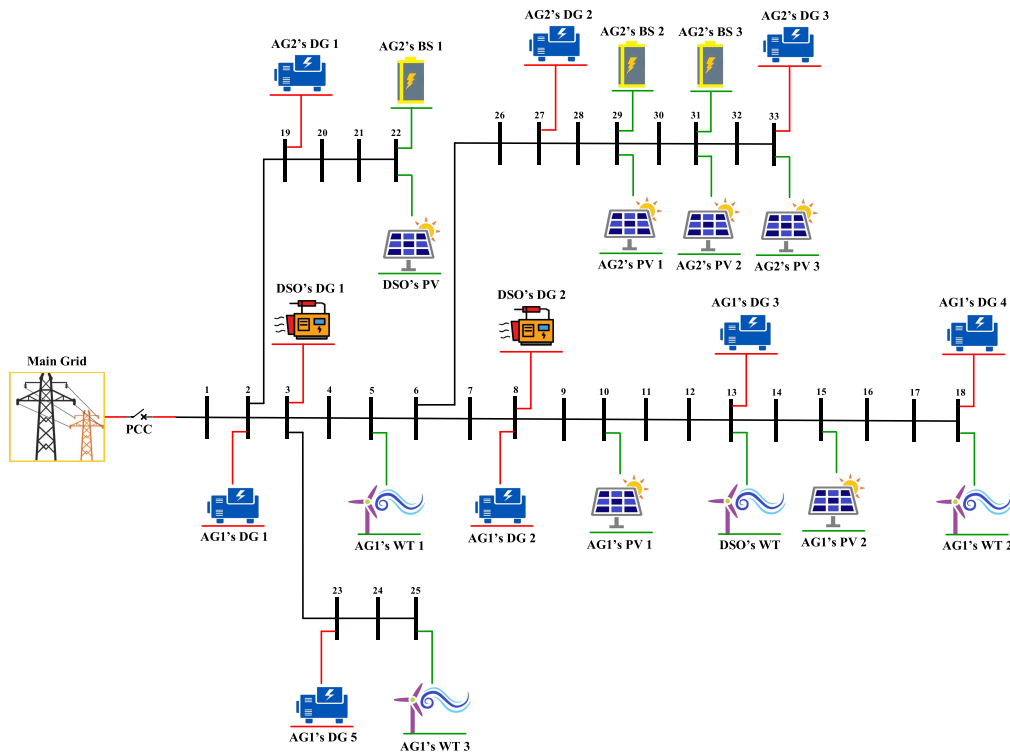 AG2's DG 1
AG2's BS 1
AG2's DG 2
AG2's BS 2
AG2's BS 3
AG2's DG 3
19
20
21
22
26
27
28
29
30
31
32
33
DSO's PV
AG2's PV 1
AG2's PV 2
AG2's PV 3
DSO's DG 1
DSO's DG 2
AG1's DG 3
AG1's DG 4
Main Grid
PCC
1
2
3
4
5
6
7
8
9
10
11
12
13
14
15
16
17
18
AG1's DG 1
AG1's WT 1
AG1's DG 2
AG1's PV 1
DSO's WT
AG1's PV 2
AG1's WT 2
23
24
25
AG1's DG 5
AG1's WT 3